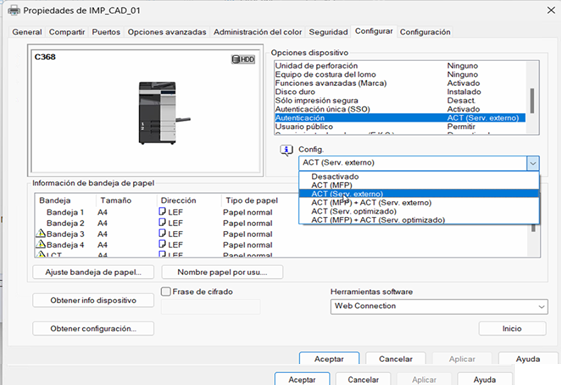 Propiedades de IMP_CAD_01
General Compartir Puertos Opciones avanzadas Administración del color Seguridad Configurar Configuración
C368
HDD
Opciones dispositivo
Unidad de perforación Ninguno
Equipo de costura del lomo Ninguno
Funciones avanzadas (Marca) Activado
Disco duro Instalado
Sólo impresión segura Desact.
Autenticación única (SSO) Activado
Autenticación ACT (Serv. externo)
Usuario público Permitir
Config.
ACT (Serv. externo)
Desactivado
ACT (MFP)
ACT (Serv. externo)
ACT (MFP) + ACT (Serv. externo)
ACT (Serv. optimizado)
ACT (MFP) + ACT (Serv. optimizado)
Información de bandeja de papel
Bandeja Tamaño Dirección Tipo de papel
Bandeja 1 A4 LEF Papel normal
Bandeja 2 A4 LEF Papel normal
Bandeja 3 A4 LEF Papel normal
Bandeja 4 A4 LEF Papel normal
LCT A4 LEF Papel normal
Ajuste bandeja de papel... Nombre papel por usu...
Obtener info dispositivo
Frase de cifrado
Herramientas software
Web Connection
Obtener configuración...
Inicio
Aceptar Cancelar Aplicar Ayuda
Aceptar Cancelar Aplicar Ayuda